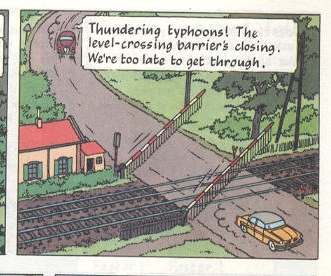 Thundering typhoons! The
level-crossing barrier's closing.
We're too late to get through.